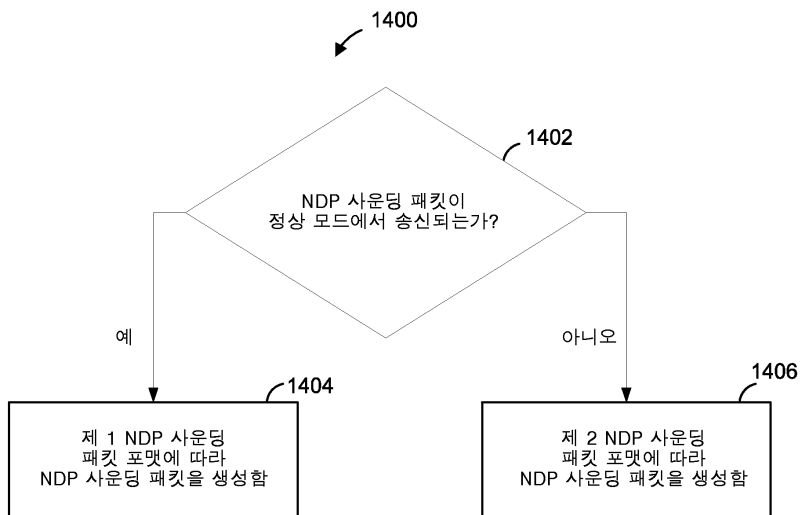 1400
1402
NDP 사운딩 패킷이
정상 모드에서 송신되는가?
예
아니오
1404
1406
제 1 NDP 사운딩
패킷 포맷에 따라
NDP 사운딩 패킷을 생성함
제 2 NDP 사운딩
패킷 포맷에 따라
NDP 사운딩 패킷을 생성함